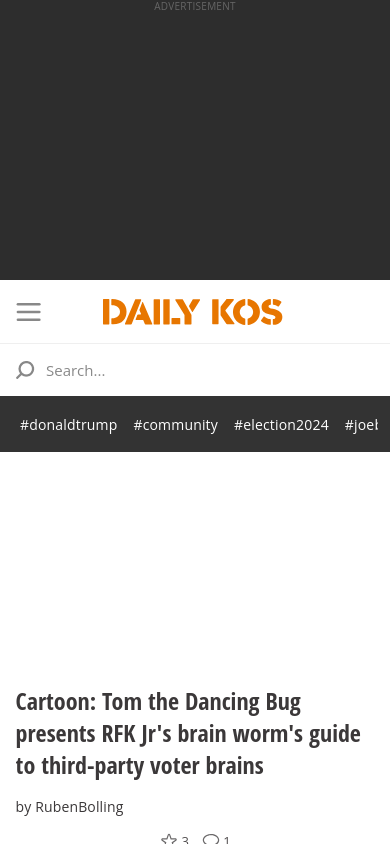 ADVERTISEMENT
DAILY KOS
Search...
#donaldtrump #community #election2024 #joeb
Cartoon: Tom the Dancing Bug
presents RFK Jr's brain worm's guide
to third-party voter brains
by RubenBolling
3 1